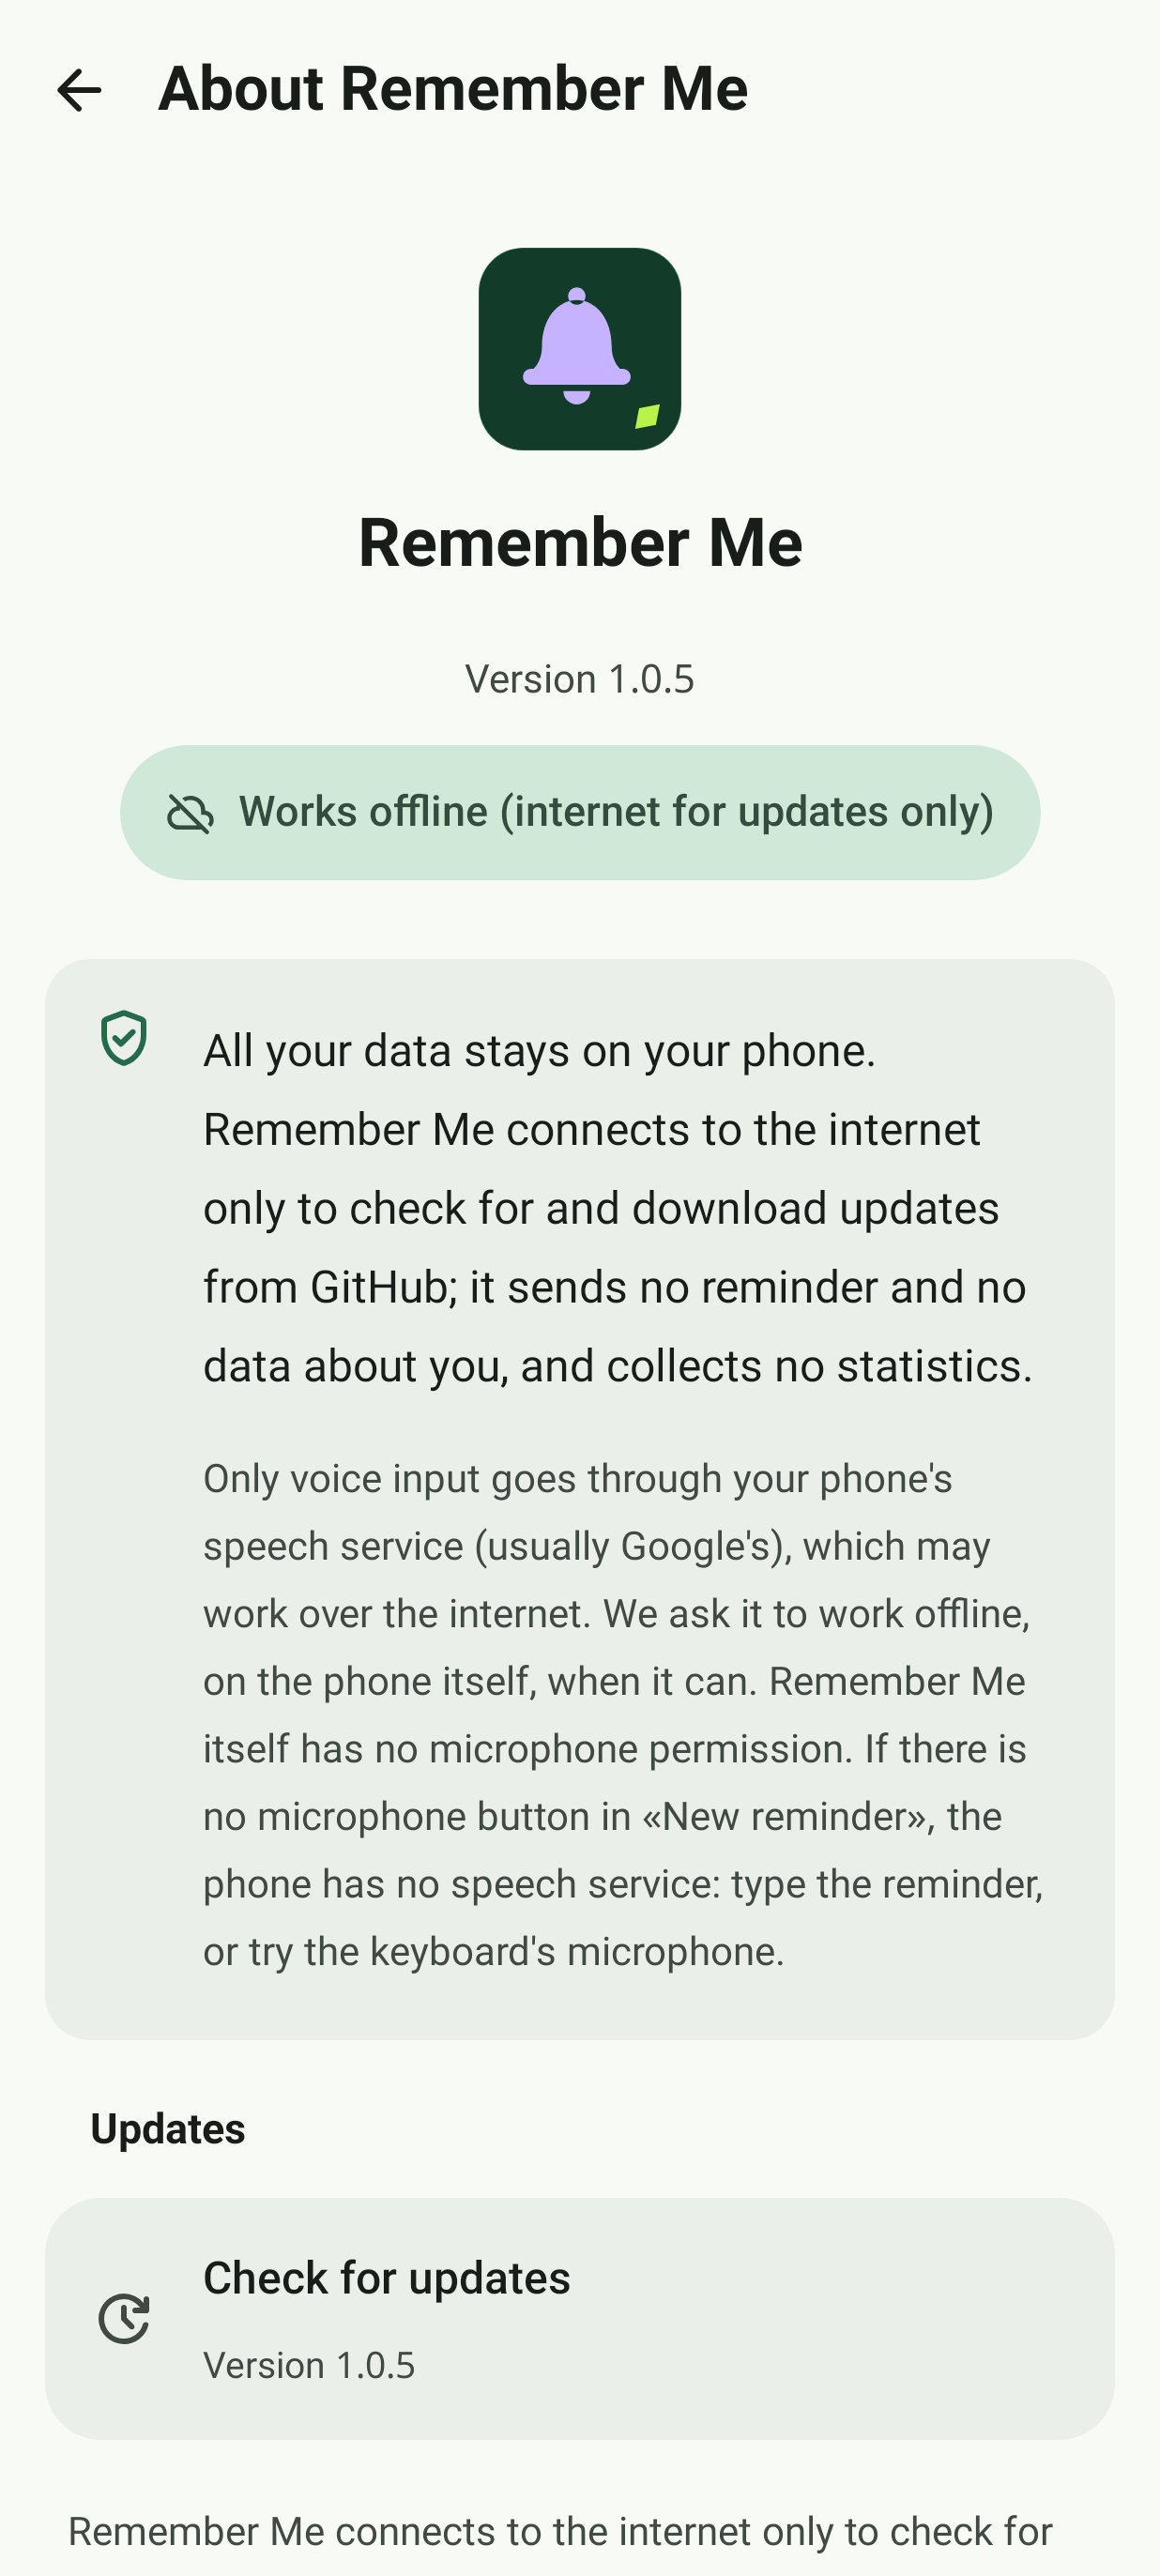 About Remember Me
Remember Me
Version 1.0.5
Works offline (internet for updates only)
All your data stays on your phone.
Remember Me connects to the internet
only to check for and download updates
from GitHub; it sends no reminder and no
data about you, and collects no statistics.
Only voice input goes through your phone's
speech service (usually Google's), which may
work over the internet. We ask it to work offline,
on the phone itself, when it can. Remember Me
itself has no microphone permission. If there is
no microphone button in «New reminder», the
phone has no speech service: type the reminder,
or try the keyboard's microphone.
Updates
Check for updates
Version 1.0.5
Remember Me connects to the internet only to check for